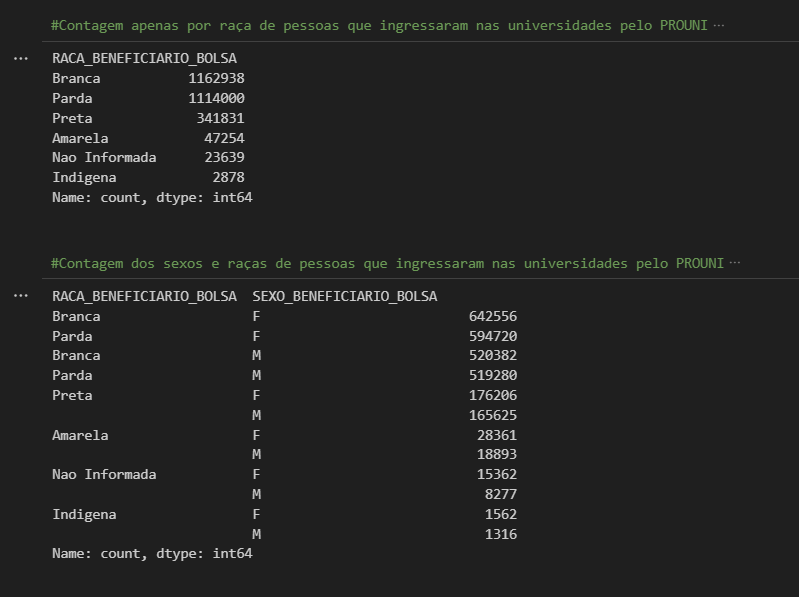 #Contagem apenas por raça de pessoas que ingressaram nas universidades pelo PROUNI ···
··· RACA_BENEFICIARIO_BOLSA
Branca 1162938
Parda 1114000
Preta 341831
Amarela 47254
Nao Informada 23639
Indigena 2878
Name: count, dtype: int64
#Contagem dos sexos e raças de pessoas que ingressaram nas universidades pelo PROUNI ···
··· RACA_BENEFICIARIO_BOLSA SEXO_BENEFICIARIO_BOLSA
Branca F 642556
Parda F 594720
Branca M 520382
Parda M 519280
Preta F 176206
M 165625
Amarela F 28361
M 18893
Nao Informada F 15362
M 8277
Indigena F 1562
M 1316
Name: count, dtype: int64